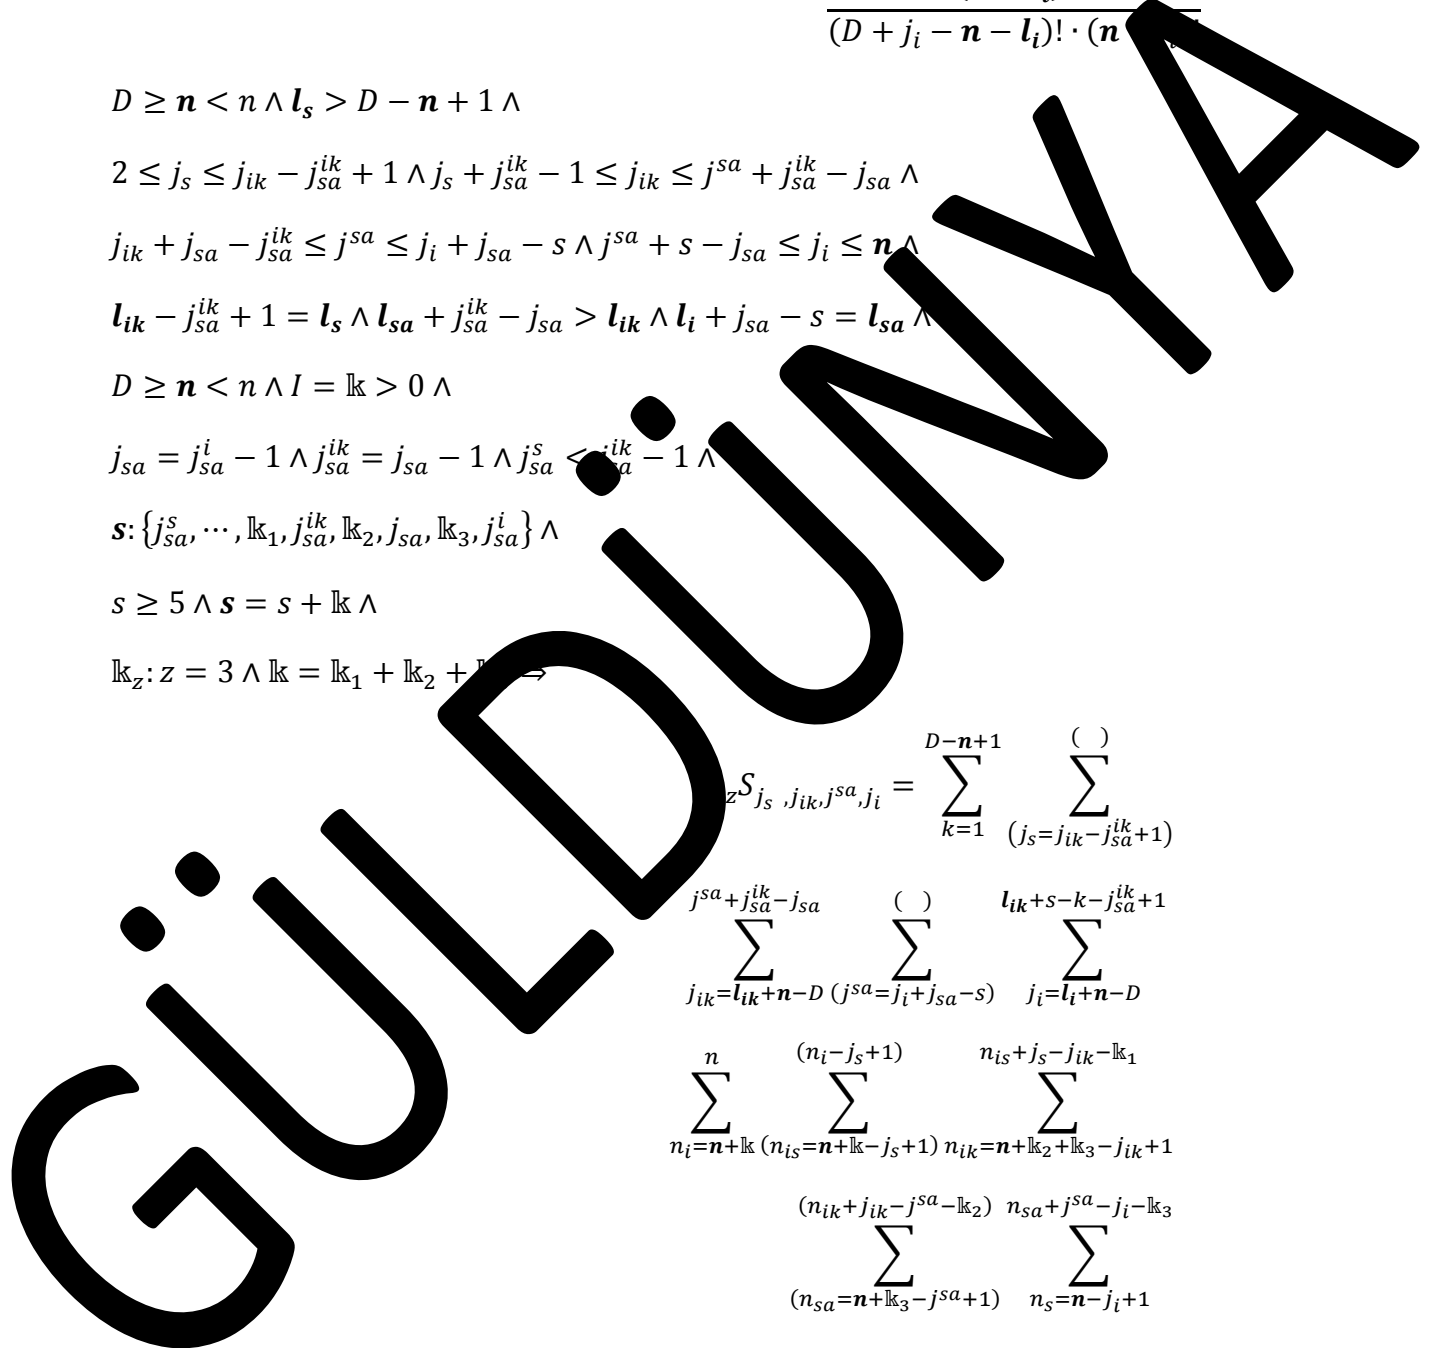 (D + j_i − n − l_i)! · (n
D ≥ n < n ∧ l_s > D − n + 1 ∧
2 ≤ j_s ≤ j_{ik} − j_{sa}^{ik} + 1 ∧ j_s + j_{sa}^{ik} − 1 ≤ j_{ik} ≤ j^{sa} + j_{sa}^{ik} − j_{sa} ∧
j_{ik} + j_{sa} − j_{sa}^{ik} ≤ j^{sa} ≤ j_i + j_{sa} − s ∧ j^{sa} + s − j_{sa} ≤ j_i ≤ n ∧
l_{ik} − j_{sa}^{ik} + 1 = l_s ∧ l_{sa} + j_{sa}^{ik} − j_{sa} > l_{ik} ∧ l_i + j_{sa} − s = l_{sa} ∧
D ≥ n < n ∧ I = 𝕜 > 0 ∧
j_{sa} = j_{sa}^i − 1 ∧ j_{sa}^{ik} = j_{sa} − 1 ∧ j_{sa}^s < j_{sa}^{ik} − 1 ∧
s: {j_{sa}^s, ⋯, 𝕜_1, j_{sa}^{ik}, 𝕜_2, j_{sa}, 𝕜_3, j_{sa}^i} ∧
s ≥ 5 ∧ s = s + 𝕜 ∧
𝕜_z: z = 3 ∧ 𝕜 = 𝕜_1 + 𝕜_2 + ⇒
_z S_{j_s ,j_{ik},j^{sa},j_i} = ∑_{k=1}^{D−n+1} ∑_{(j_s=j_{ik}−j_{sa}^{ik}+1)}^{( )}
∑_{j_{ik}=l_{ik}+n−D}^{j^{sa}+j_{sa}^{ik}−j_{sa}} ∑_{(j^{sa}=j_i+j_{sa}−s)}^{( )} ∑_{j_i=l_i+n−D}^{l_{ik}+s−k−j_{sa}^{ik}+1}
∑_{n_i=n+𝕜}^{n} ∑_{(n_{is}=n+𝕜−j_s+1)}^{(n_i−j_s+1)} ∑_{n_{ik}=n+𝕜_2+𝕜_3−j_{ik}+1}^{n_{is}+j_s−j_{ik}−𝕜_1}
∑_{(n_{sa}=n+𝕜_3−j^{sa}+1)}^{(n_{ik}+j_{ik}−j^{sa}−𝕜_2)} ∑_{n_s=n−j_i+1}^{n_{sa}+j^{sa}−j_i−𝕜_3}
GÜLDÜNYA